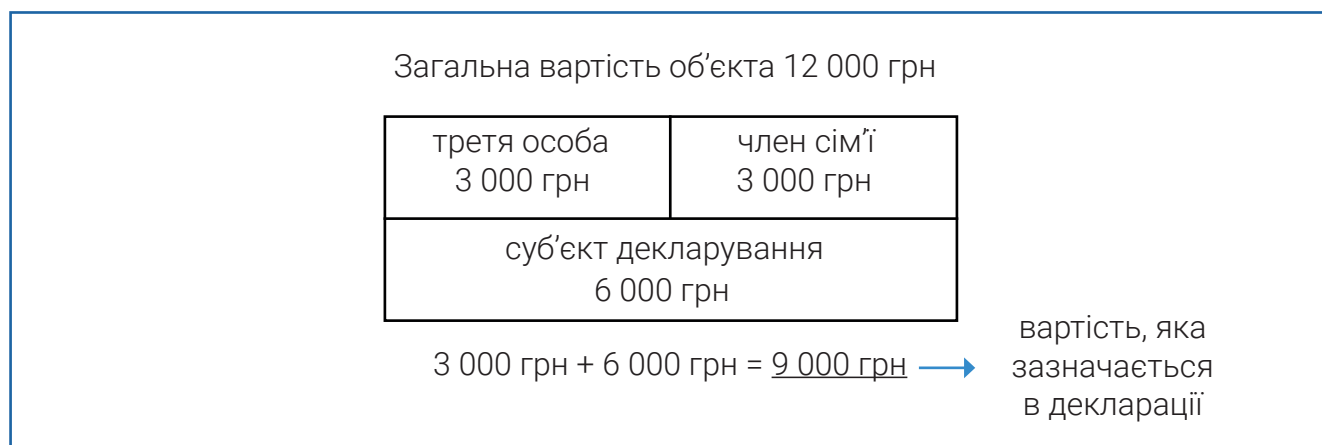 Загальна вартість об’єкта 12 000 грн
третя особа
3 000 грн
член сім’ї
3 000 грн
суб’єкт декларування
6 000 грн
3 000 грн + 6 000 грн = 9 000 грн
вартість, яка
зазначається
в декларації